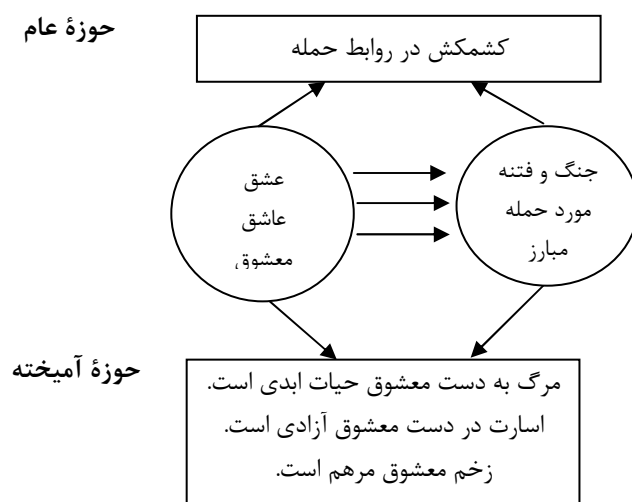 حوزهٔ عام
کشمکش در روابط حمله
جنگ و فتنه
مورد حمله
مبارز
عشق
عاشق
معشوق
حوزهٔ آمیخته
مرگ به دست معشوق حیات ابدی است.
اسارت در دست معشوق آزادی است.
زخم معشوق مرهم است.